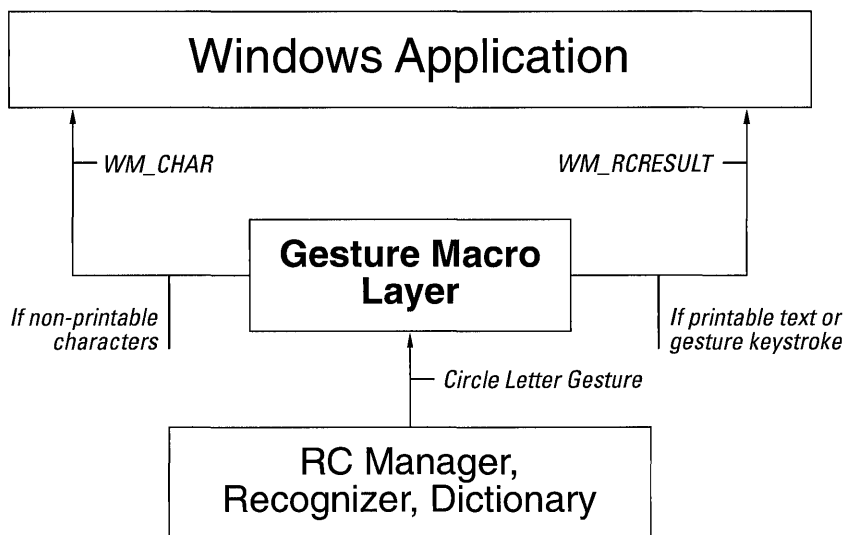 Windows Application
WM_CHAR
WM_RCRESULT
Gesture Macro
Layer
If non-printable
characters
If printable text or
gesture keystroke
Circle Letter Gesture
RC Manager,
Recognizer, Dictionary